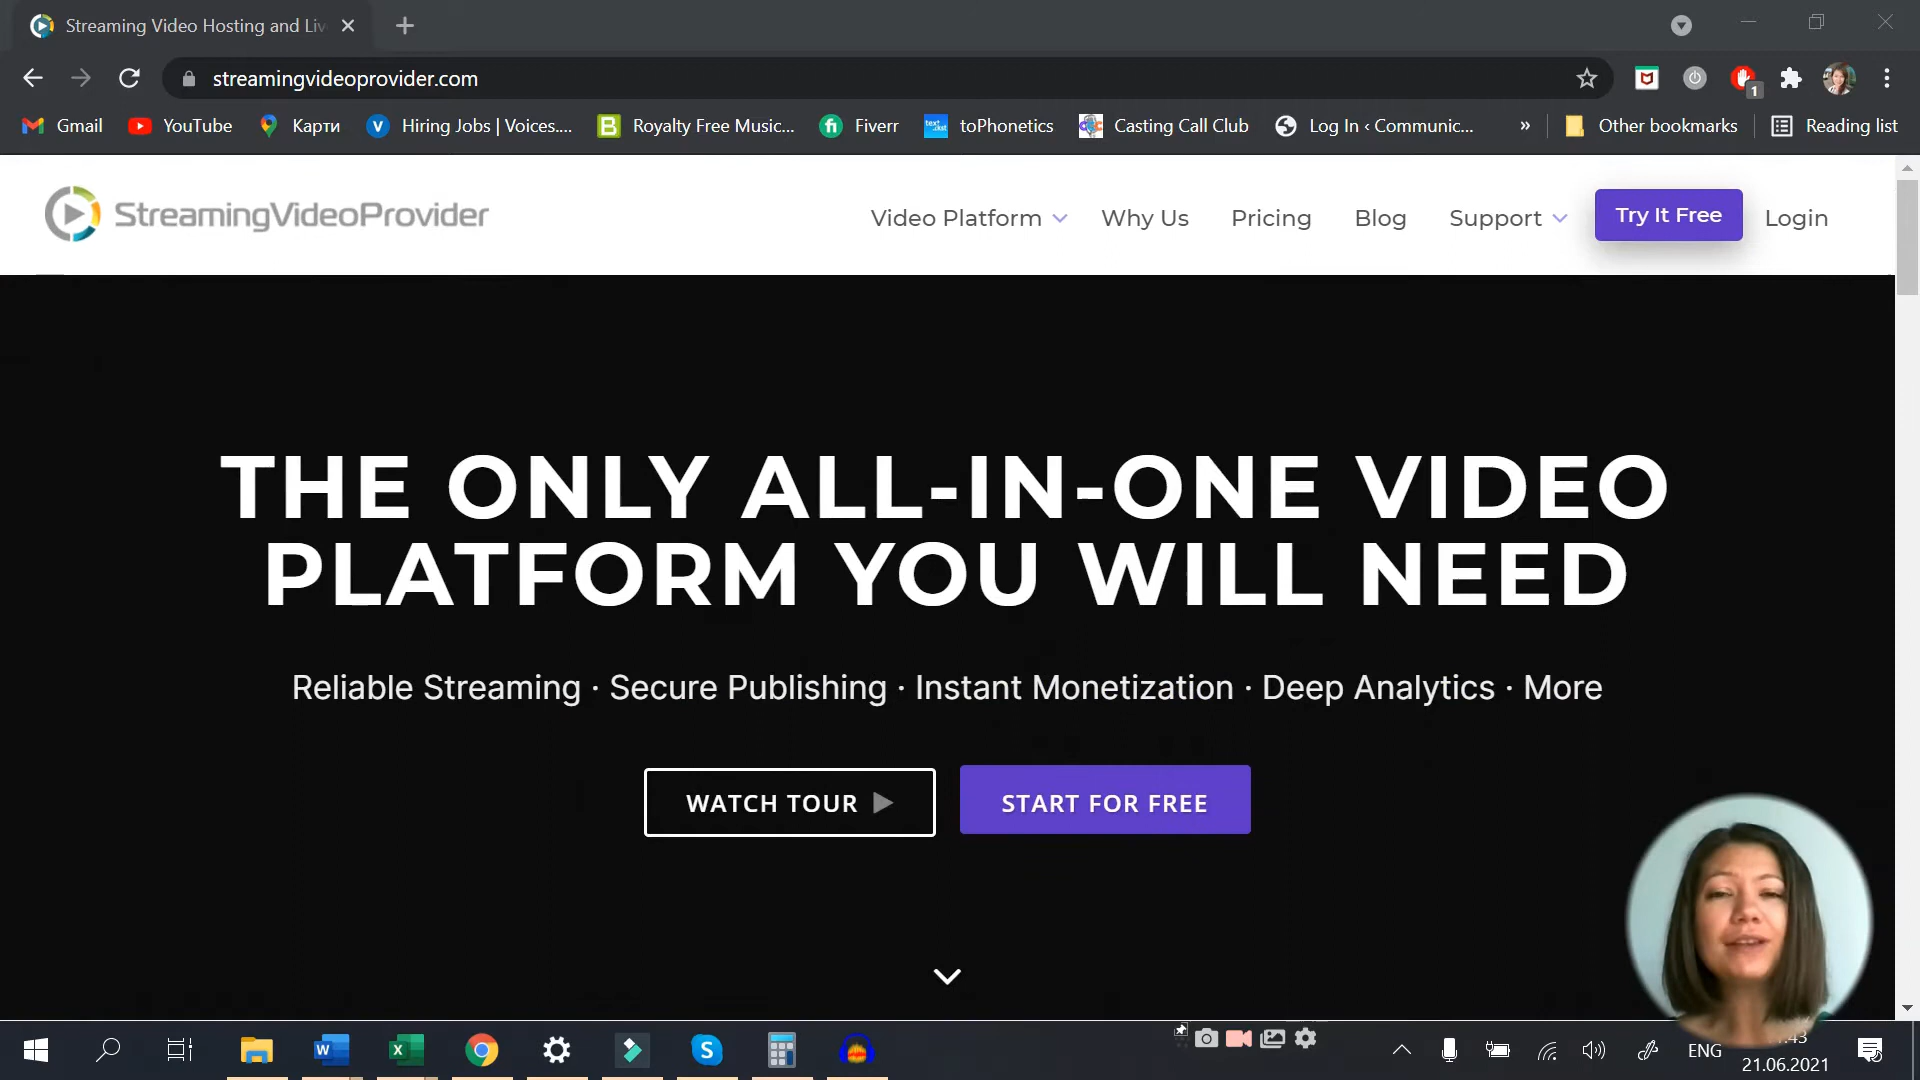 Streaming Video Hosting and Liv
streamingvideoprovider.com
1
Gmail
YouTube
Карти
Hiring Jobs | Voices....
Royalty Free Music...
Fiverr
toPhonetics
Casting Call Club
Log In ‹ Communic...
»
Other bookmarks
Reading list
StreamingVideoProvider
Video Platform
Why Us
Pricing
Blog
Support
Try It Free
Login
THE ONLY ALL-IN-ONE VIDEO
PLATFORM YOU WILL NEED
Reliable Streaming · Secure Publishing · Instant Monetization · Deep Analytics · More
WATCH TOUR
START FOR FREE
ENG
21.06.2021